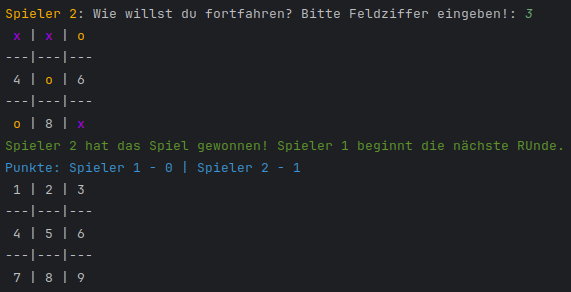 Spieler 2: Wie willst du fortfahren? Bitte Feldziffer eingeben!: 3
x | x | o
---|---|---
4 | o | 6
---|---|---
o | 8 | x
Spieler 2 hat das Spiel gewonnen! Spieler 1 beginnt die nächste RUnde.
Punkte: Spieler 1 - 0 | Spieler 2 - 1
1 | 2 | 3
---|---|---
4 | 5 | 6
---|---|---
7 | 8 | 9